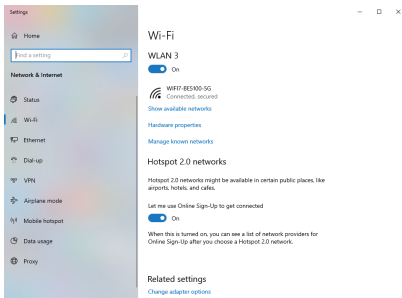 Settings
Home
Find a setting
Network & Internet
Status
Wi-Fi
Ethernet
Dial-up
VPN
Airplane mode
Mobile hotspot
Data usage
Proxy
Wi-Fi
WLAN 3
On
WIFI7-BE5100-5G
Connected, secured
Show available networks
Hardware properties
Manage known networks
Hotspot 2.0 networks
Hotspot 2.0 networks might be available in certain public places, like
airports, hotels, and cafes.
Let me use Online Sign-Up to get connected
On
When this is turned on, you can see a list of network providers for
Online Sign-Up after you choose a Hotspot 2.0 network.
Related settings
Change adapter options